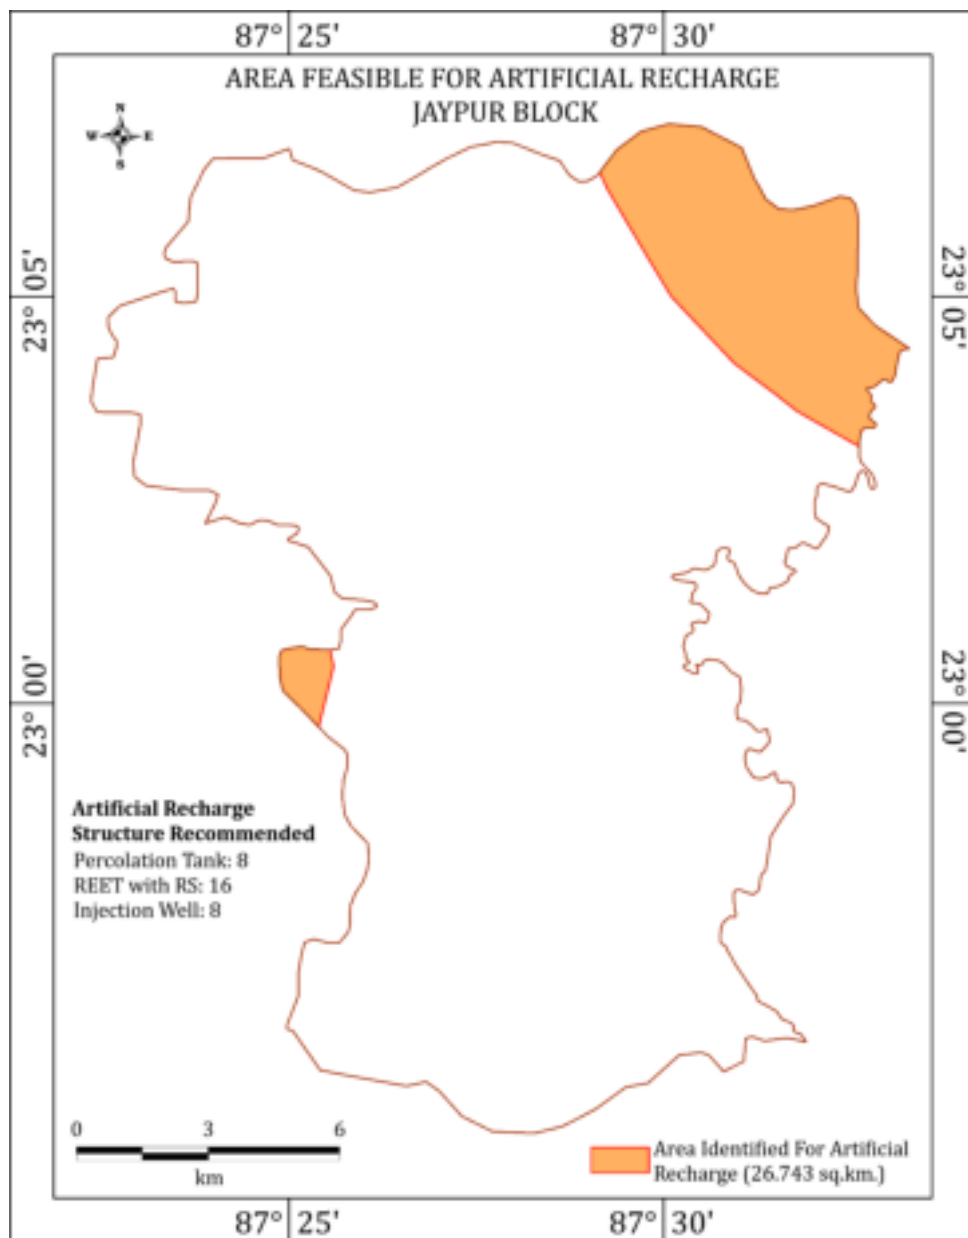 87° 25' 87° 30'
AREA FEASIBLE FOR ARTIFICIAL RECHARGE
JAYPUR BLOCK
N
W E
S
23° 05' 23° 05'
23° 00' 23° 00'
Artificial Recharge
Structure Recommended
Percolation Tank: 8
REET with RS: 16
Injection Well: 8
0 3 6
km
Area Identified For Artificial
Recharge (26.743 sq.km.)
87° 25' 87° 30'